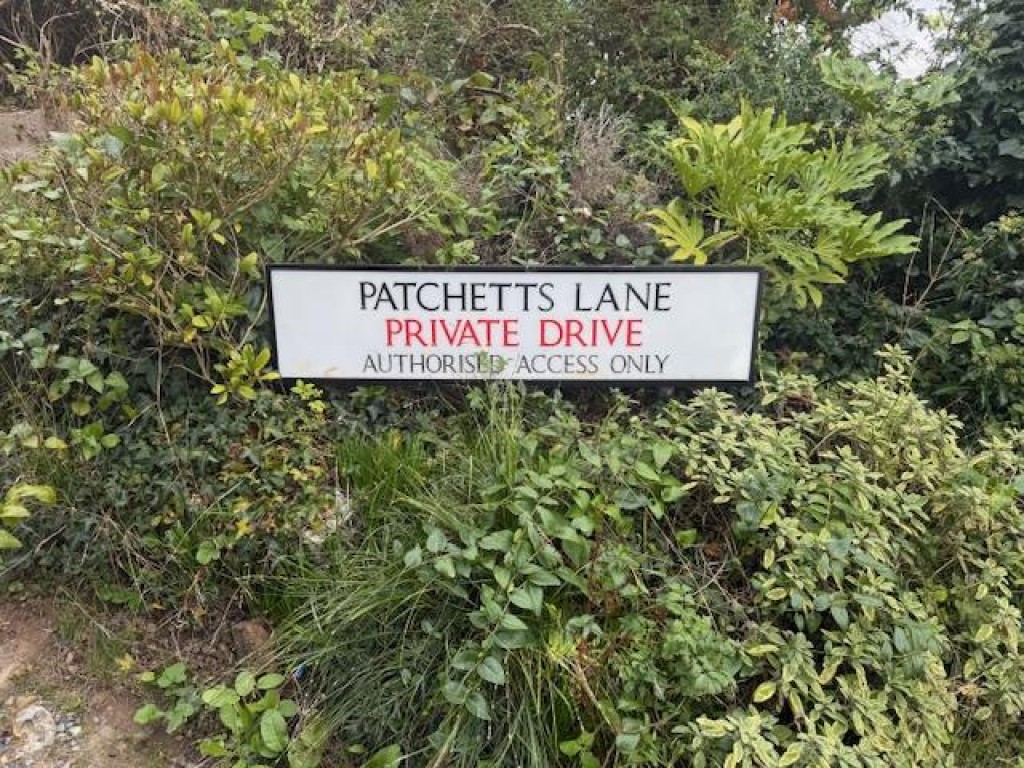 PATCHETTS LANE
PRIVATE DRIVE
AUTHORISED ACCESS ONLY